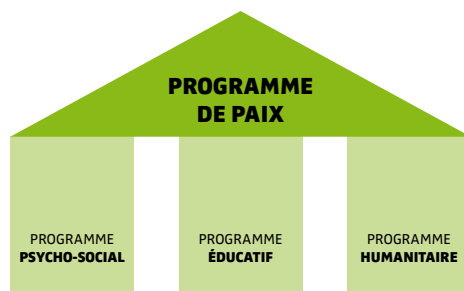 PROGRAMME
DE PAIX
PROGRAMME
PSYCHO-SOCIAL
PROGRAMME
ÉDUCATIF
PROGRAMME
HUMANITAIRE